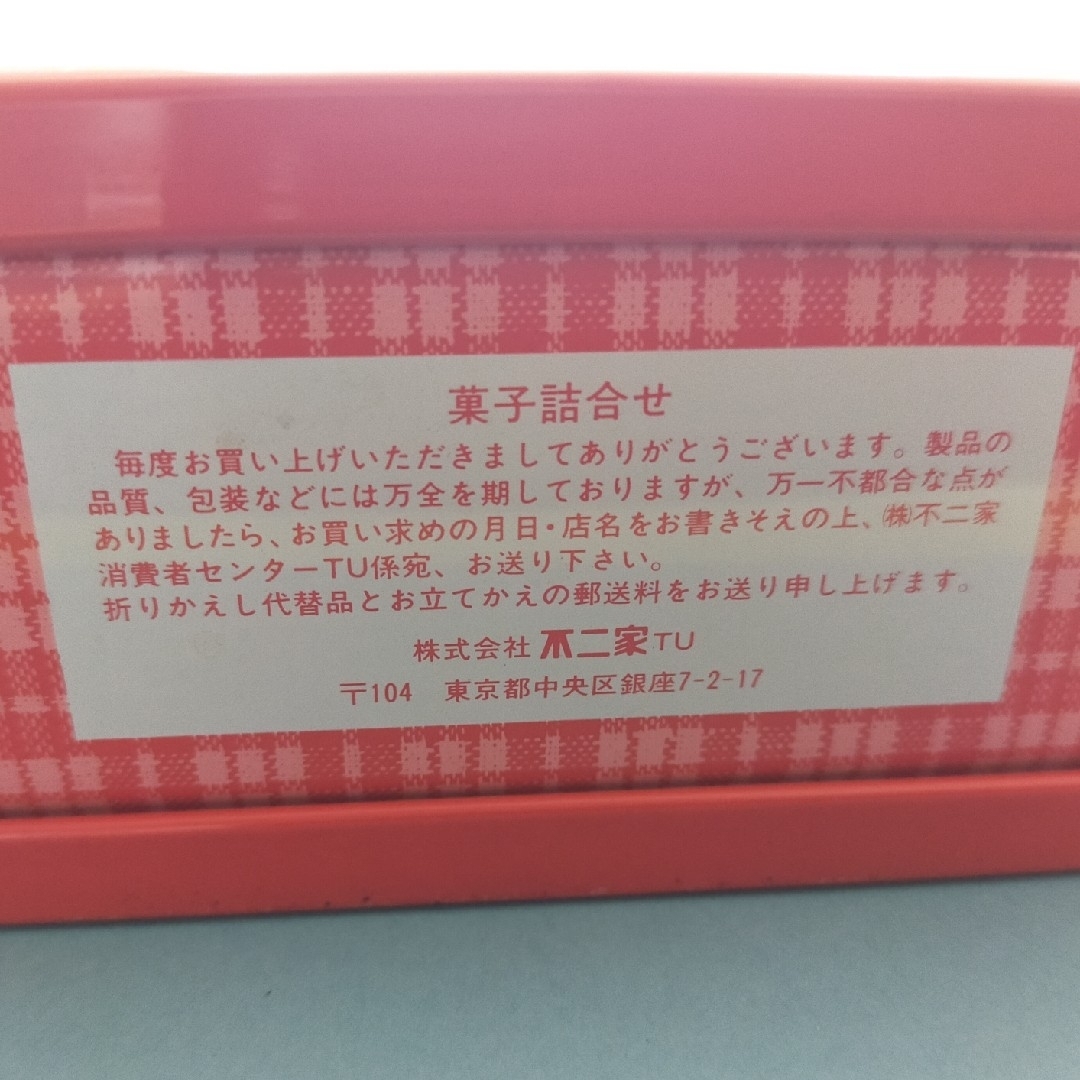 菓子詰合せ
毎度お買い上げいただきましてありがとうございます。製品の
品質、包装などには万全を期しておりますが、万一不都合な点が
ありましたら、お買い求めの月日・店名をお書きそえの上、㈱不二家
消費者センターTU係宛、お送り下さい。
折りかえし代替品とお立てかえの郵送料をお送り申し上げます。
株式会社 不二家 TU
〒104 東京都中央区銀座7-2-17